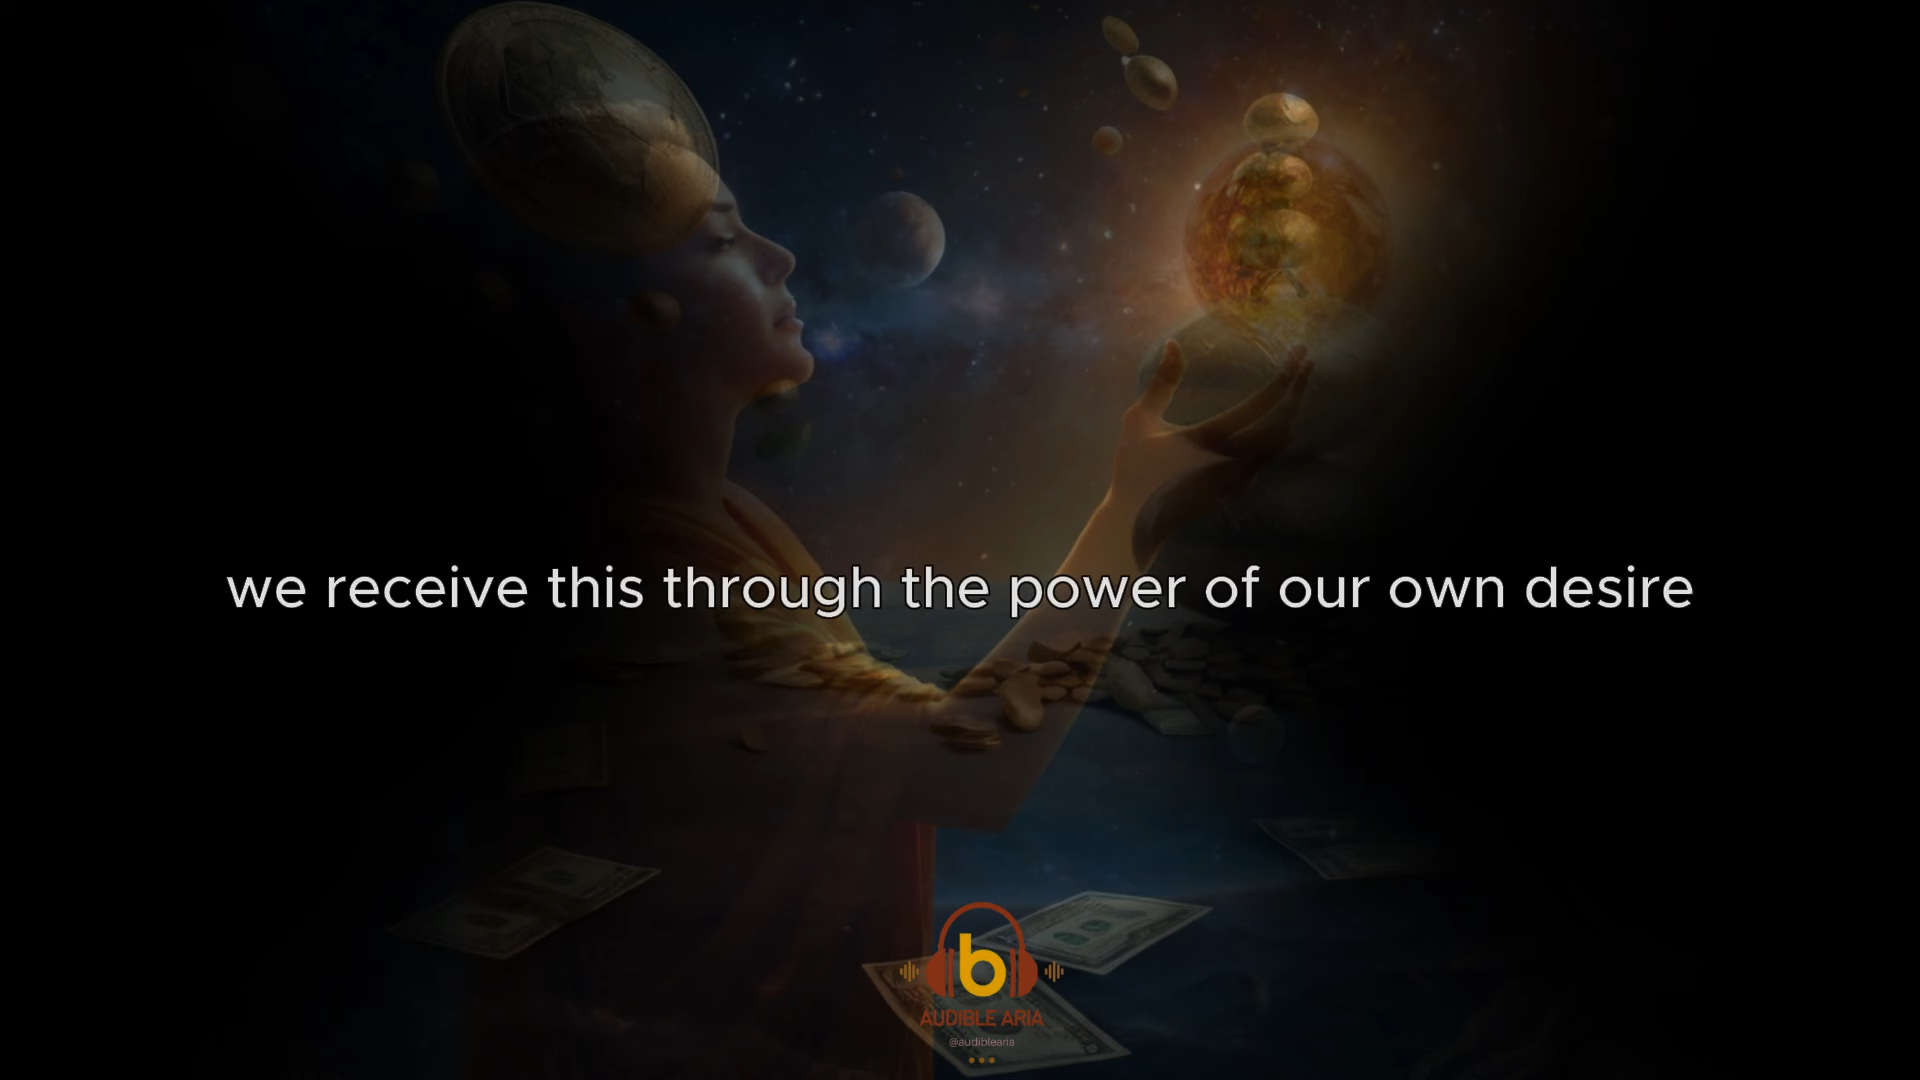 we receive this through the power of our own desire
b
AUDIBLE ARIA
@audiblearia